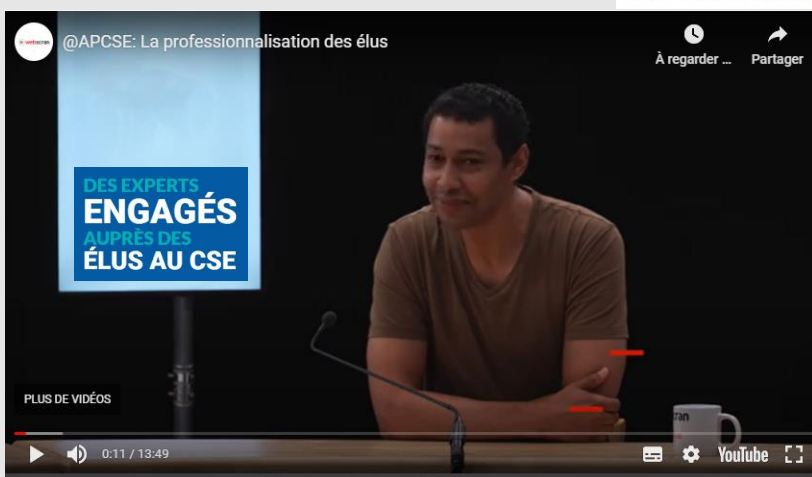 @APCSE: La professionnalisation des élus
À regarder ...
Partager
DES EXPERTS
ENGAGÉS
AUPRÈS DES
ÉLUS AU CSE
PLUS DE VIDÉOS
0:11 / 13:49
YouTube